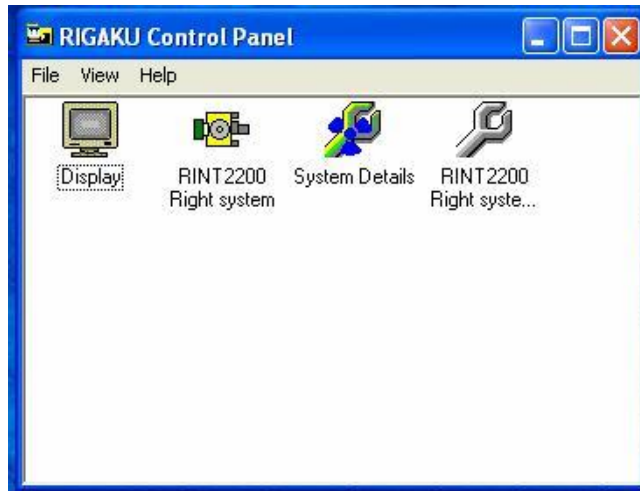 RIGAKU Control Panel
File View Help
Display
RINT2200
Right system
System Details
RINT2200
Right syste...